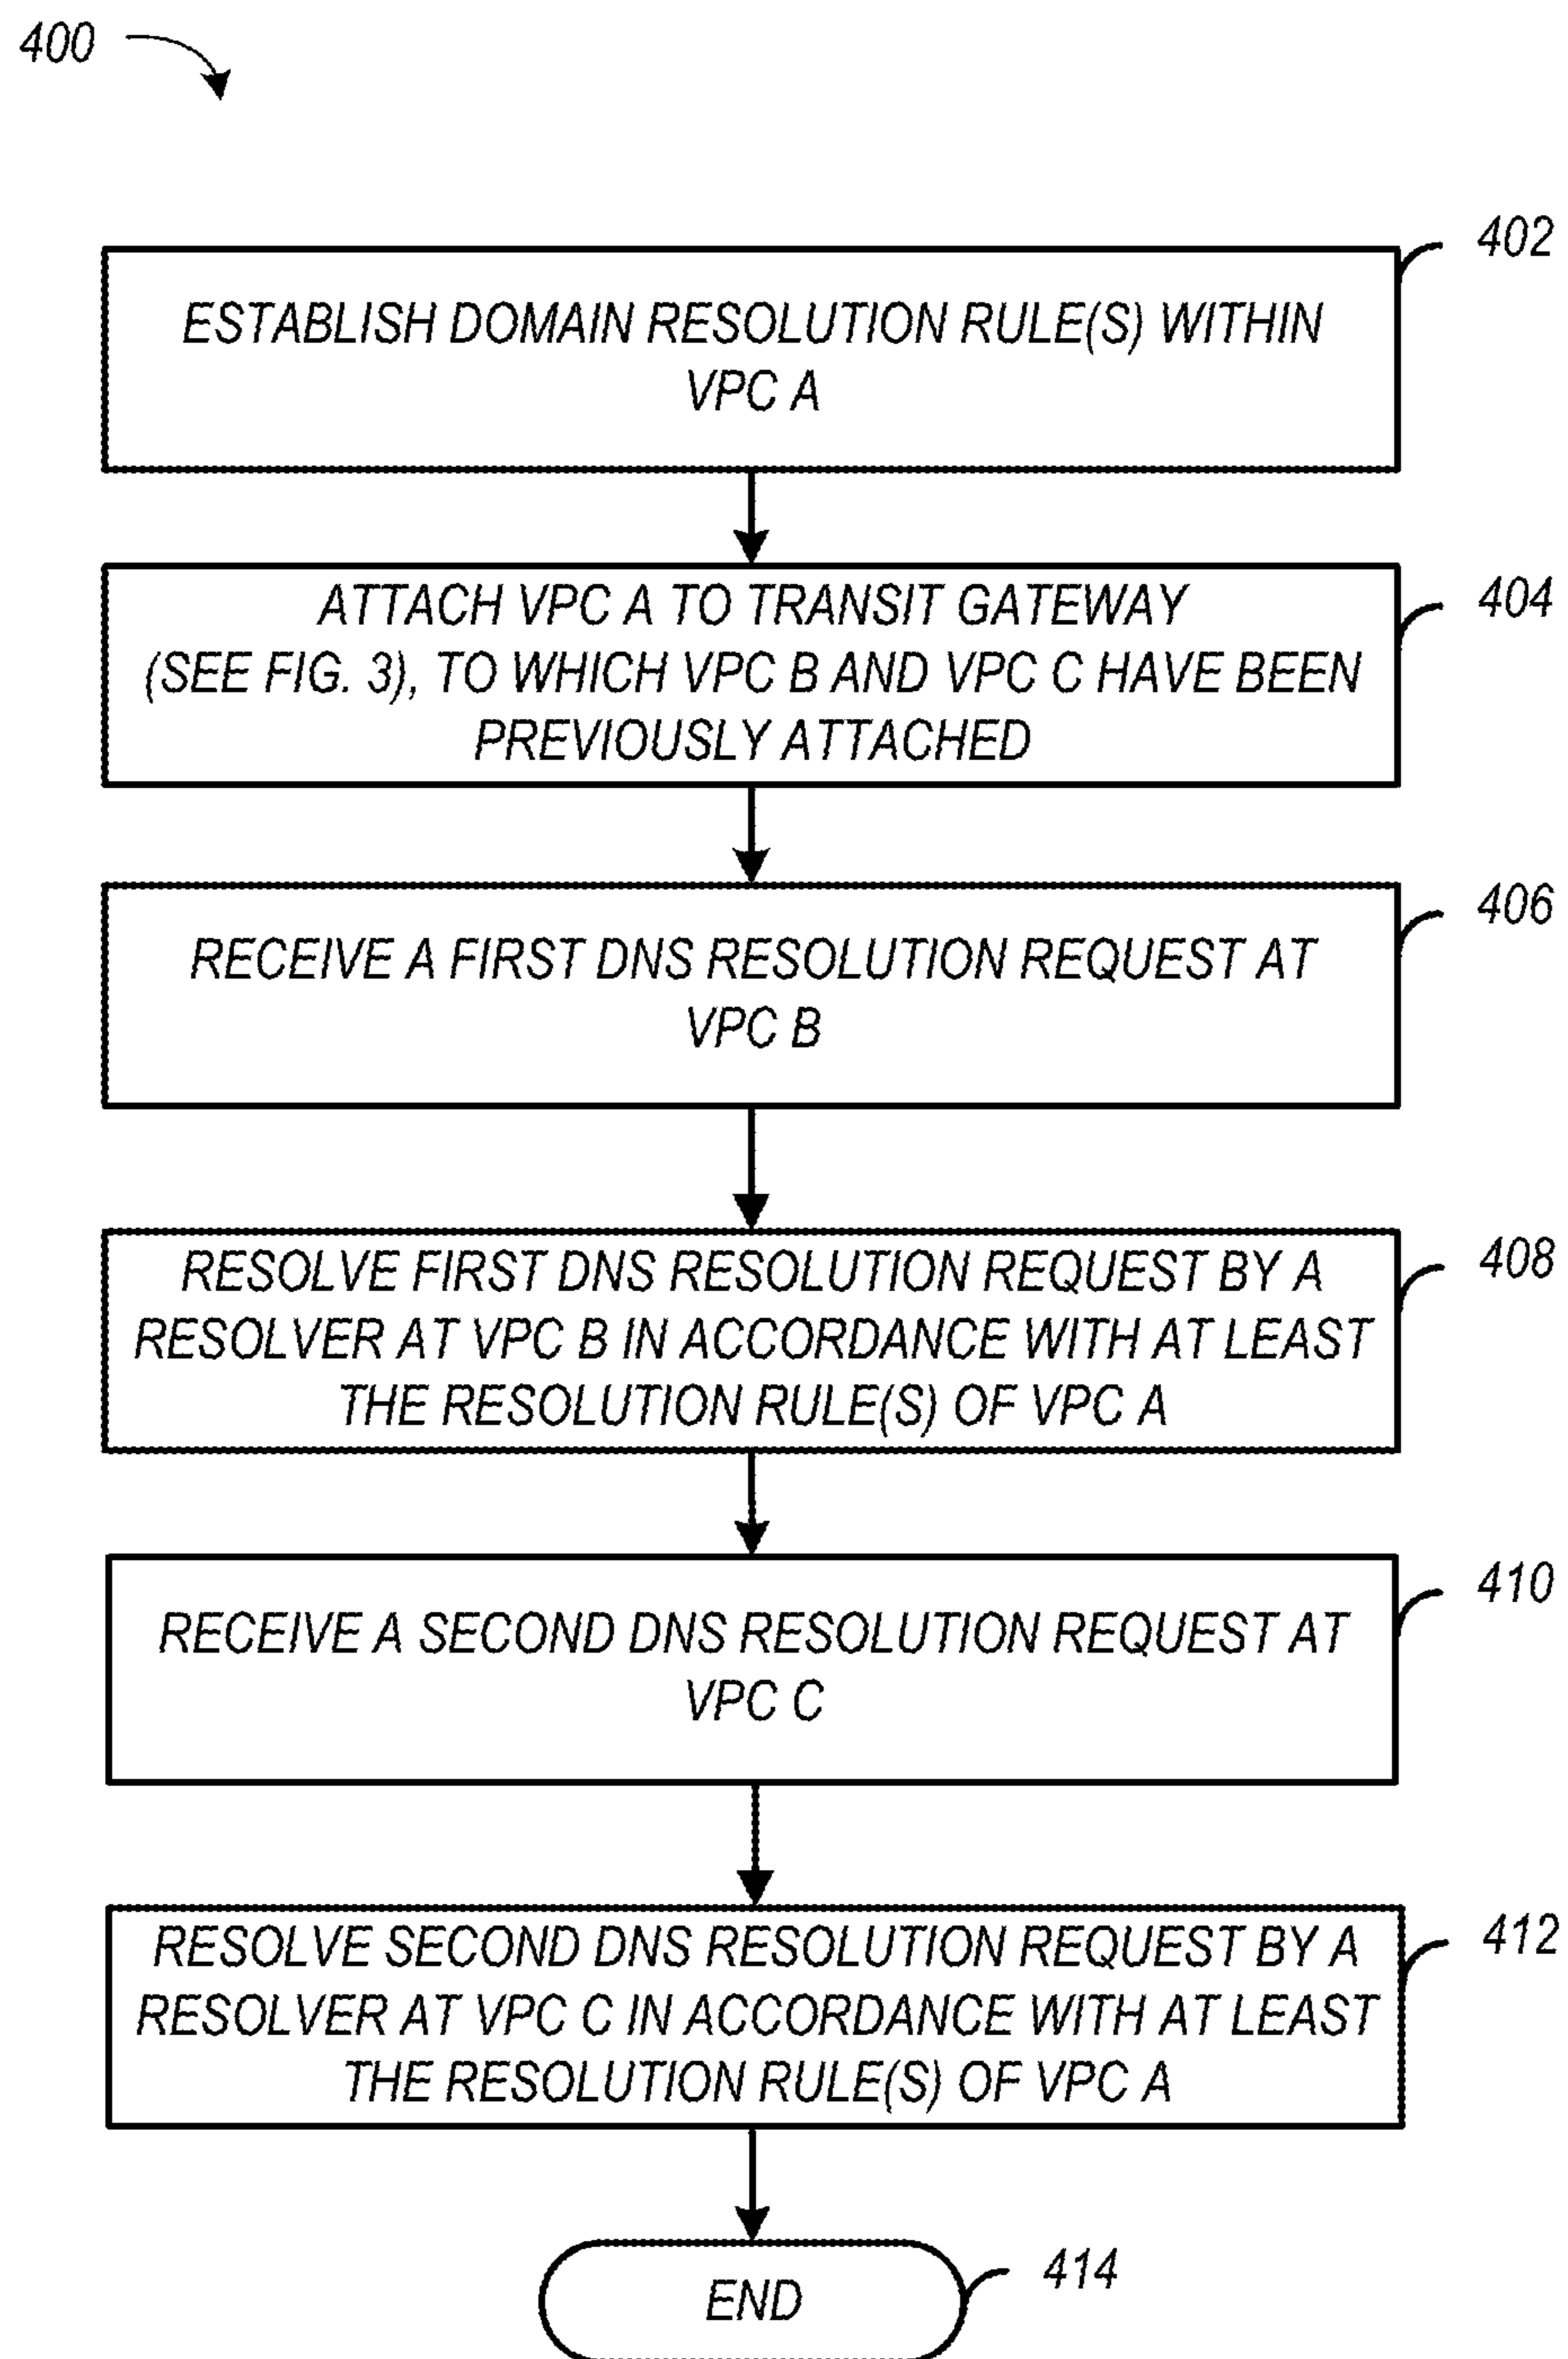 400
402
ESTABLISH DOMAIN RESOLUTION RULE(S) WITHIN
VPC A
404
ATTACH VPC A TO TRANSIT GATEWAY
(SEE FIG. 3), TO WHICH VPC B AND VPC C HAVE BEEN
PREVIOUSLY ATTACHED
406
RECEIVE A FIRST DNS RESOLUTION REQUEST AT
VPC B
408
RESOLVE FIRST DNS RESOLUTION REQUEST BY A
RESOLVER AT VPC B IN ACCORDANCE WITH AT LEAST
THE RESOLUTION RULE(S) OF VPC A
410
RECEIVE A SECOND DNS RESOLUTION REQUEST AT
VPC C
412
RESOLVE SECOND DNS RESOLUTION REQUEST BY A
RESOLVER AT VPC C IN ACCORDANCE WITH AT LEAST
THE RESOLUTION RULE(S) OF VPC A
414
END